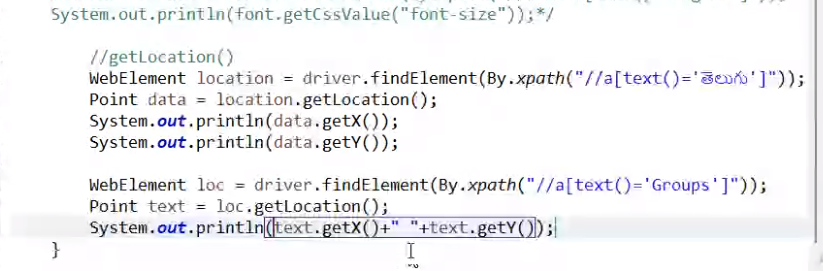 System.out.println(font.getCssValue("font-size"));*/
//getLocation()
WebElement location = driver.findElement(By.xpath("//a[text()='తెలుగు']"));
Point data = location.getLocation();
System.out.println(data.getX());
System.out.println(data.getY());
WebElement loc = driver.findElement(By.xpath("//a[text()='Groups']"));
Point text = loc.getLocation();
System.out.println(text.getX()+" "+text.getY());
}